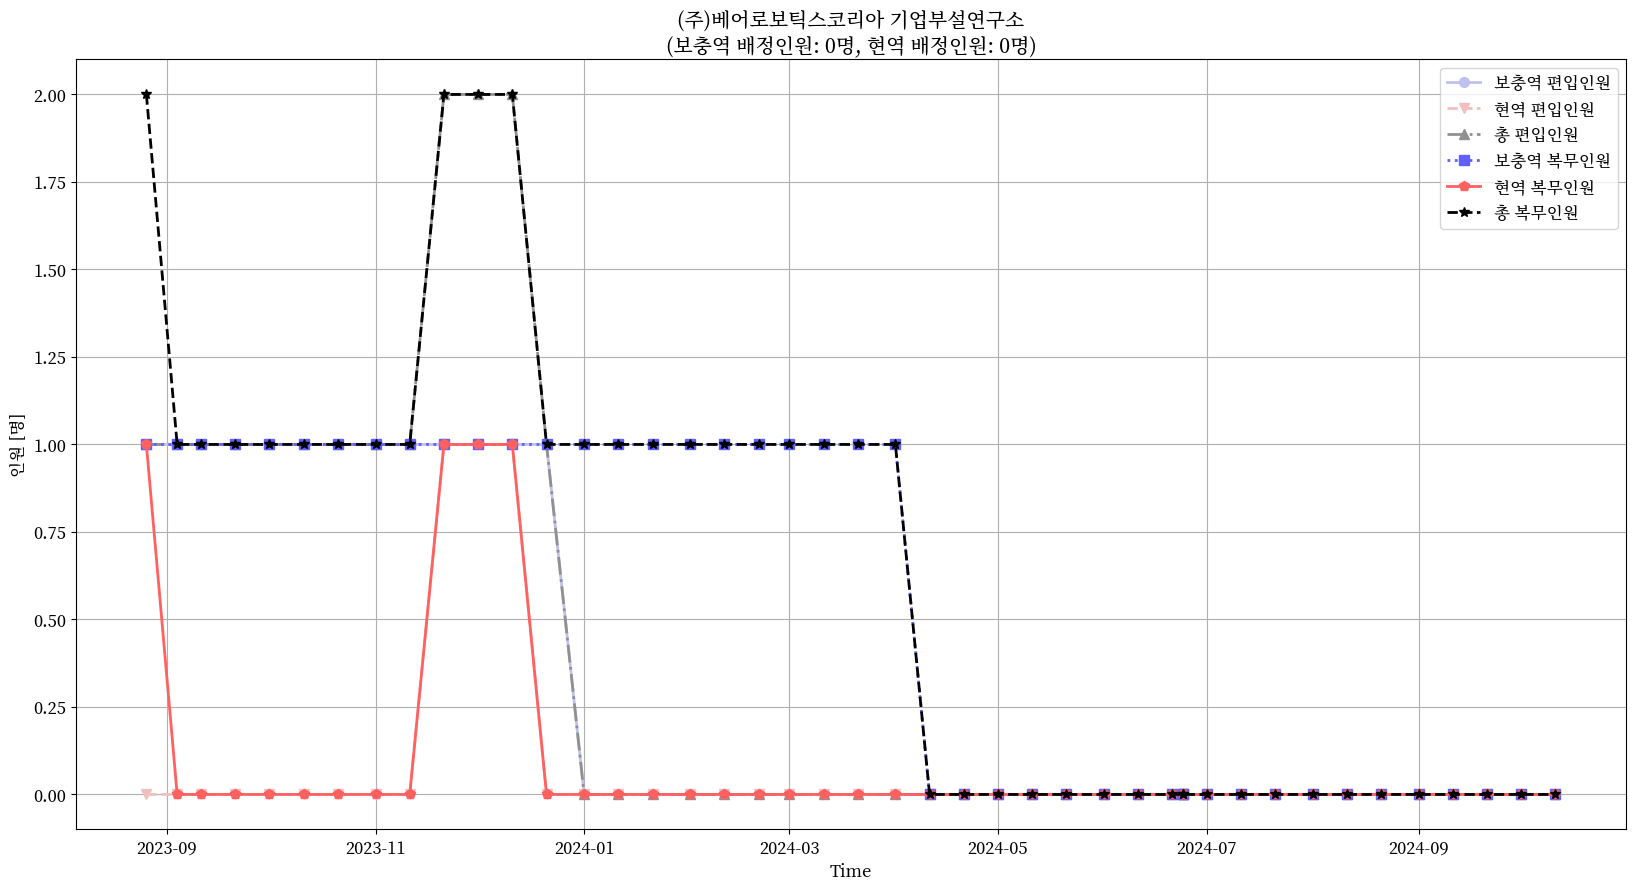 (주)베어로보틱스코리아 기업부설연구소
(보충역 배정인원: 0명, 현역 배정인원: 0명)
보충역 편입인원
현역 편입인원
총 편입인원
보충역 복무인원
현역 복무인원
총 복무인원
2.00
1.75
1.50
1.25
1.00
0.75
0.50
0.25
0.00
인원 [명]
2023-09 2023-11 2024-01 2024-03 2024-05 2024-07 2024-09
Time